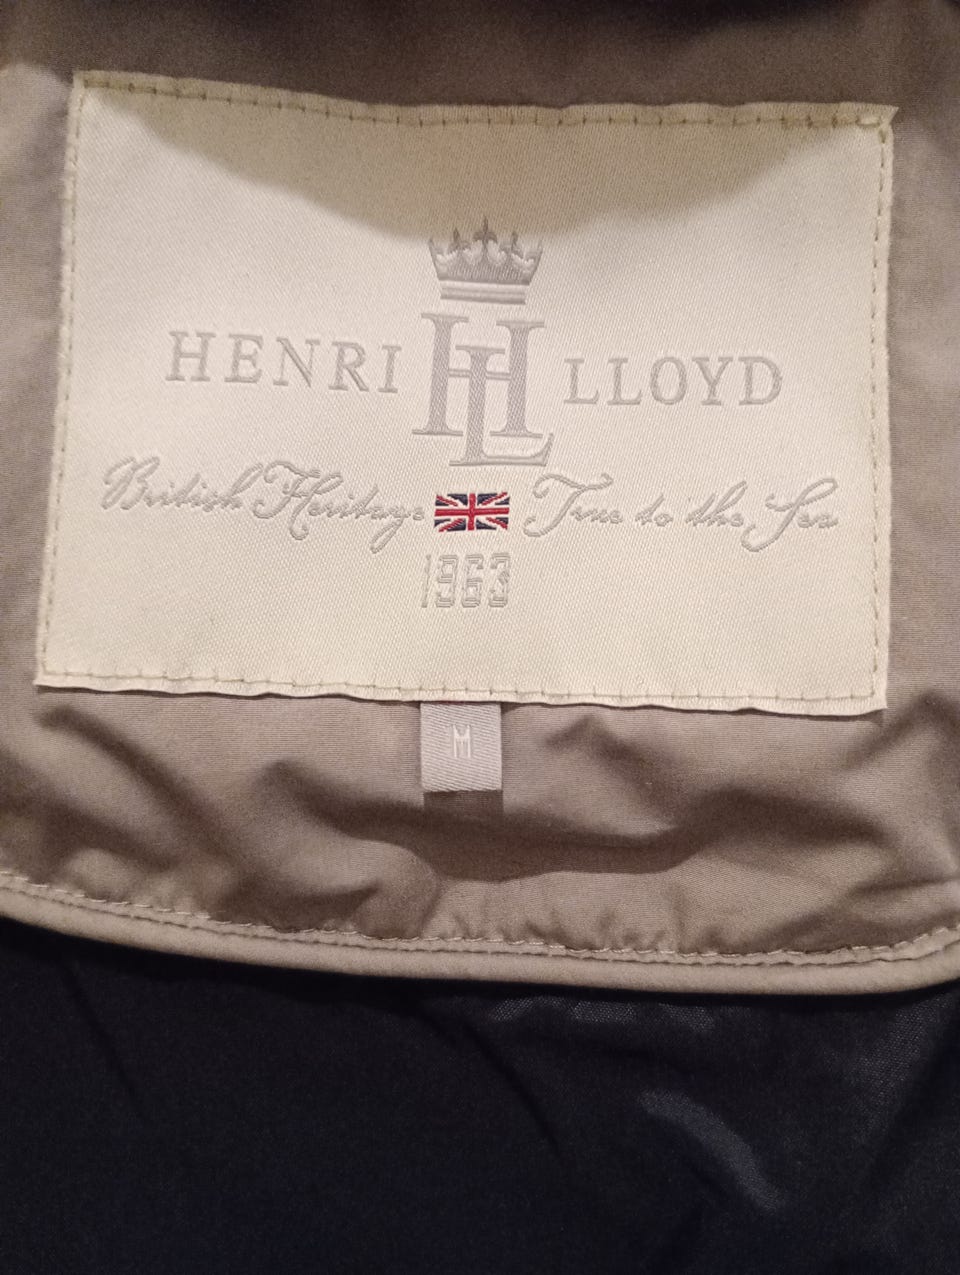 HENRI HL LLOYD
British Heritage True to the Sea
1963
M